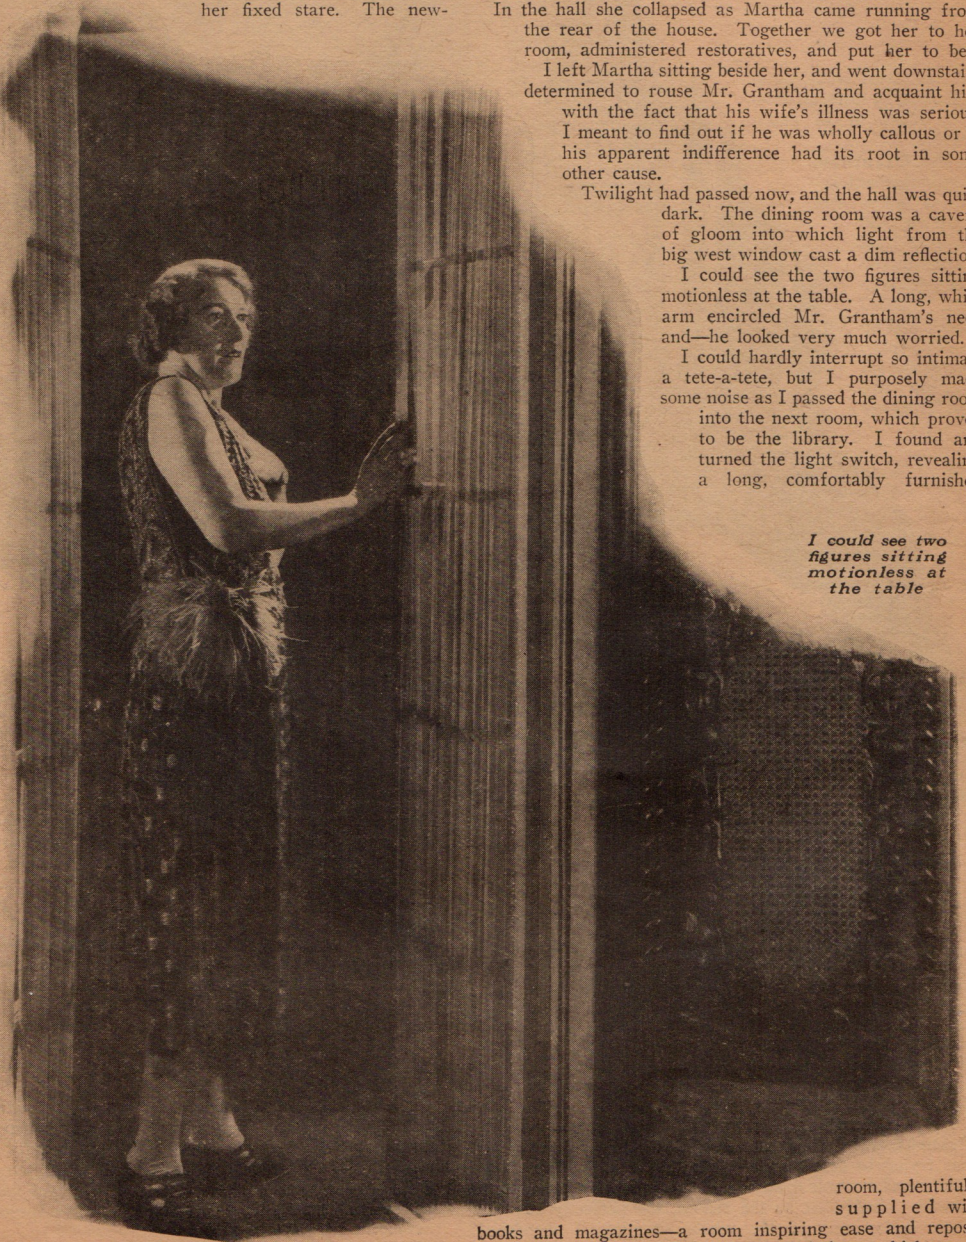 her fixed stare. The new-
In the hall she collapsed as Martha came running fro
the rear of the house. Together we got her to h
room, administered restoratives, and put her to be
I left Martha sitting beside her, and went downstai
determined to rouse Mr. Grantham and acquaint hi
with the fact that his wife's illness was seriou
I meant to find out if he was wholly callous or
his apparent indifference had its root in som
other cause.
Twilight had passed now, and the hall was qui
dark. The dining room was a cave
of gloom into which light from th
big west window cast a dim reflectio
I could see the two figures sittin
motionless at the table. A long, whi
arm encircled Mr. Grantham's ne
and—he looked very much worried.
I could hardly interrupt so intima
a tete-a-tete, but I purposely ma
some noise as I passed the dining roo
into the next room, which prov
to be the library. I found an
turned the light switch, revealin
a long, comfortably furnishe
I could see two
figures sitting
motionless at
the table
room, plentiful
supplied wi
books and magazines—a room inspiring ease and repos